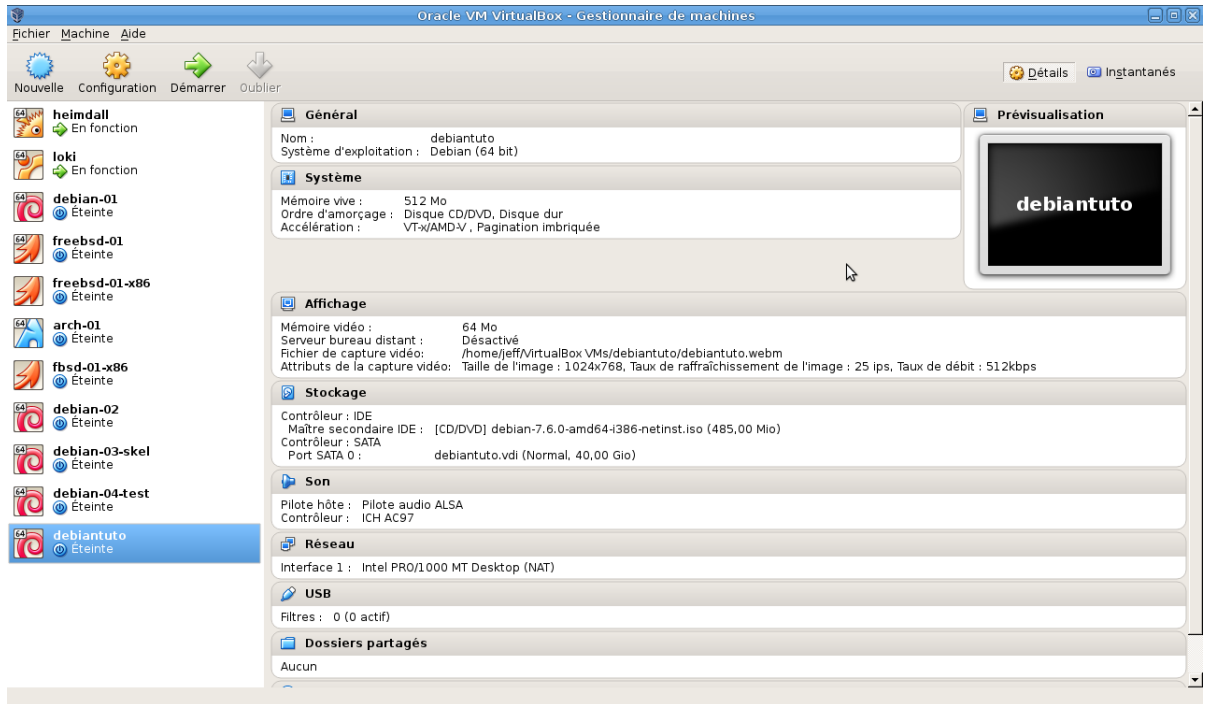 Oracle VM VirtualBox - Gestionnaire de machines
Fichier Machine Aide
Nouvelle Configuration Démarrer Oublier
Détails Instantanés
64 heimdall
En fonction
64 loki
En fonction
64 debian-01
Éteinte
64 freebsd-01
Éteinte
freebsd-01-x86
Éteinte
64 arch-01
Éteinte
fbsd-01-x86
Éteinte
64 debian-02
Éteinte
64 debian-03-skel
Éteinte
64 debian-04-test
Éteinte
64 debiantuto
Éteinte
Général
Nom : debiantuto
Système d'exploitation : Debian (64 bit)
Système
Mémoire vive : 512 Mo
Ordre d'amorçage : Disque CD/DVD, Disque dur
Accélération : VT-x/AMD-V , Pagination imbriquée
Prévisualisation
debiantuto
Affichage
Mémoire vidéo : 64 Mo
Serveur bureau distant : Désactivé
Fichier de capture vidéo: /home/jeff/VirtualBox VMs/debiantuto/debiantuto.webm
Attributs de la capture vidéo: Taille de l'image : 1024x768, Taux de raffraîchissement de l'image : 25 ips, Taux de débit : 512kbps
Stockage
Contrôleur : IDE
Maître secondaire IDE : [CD/DVD] debian-7.6.0-amd64-i386-netinst.iso (485,00 Mio)
Contrôleur : SATA
Port SATA 0 : debiantuto.vdi (Normal, 40,00 Gio)
Son
Pilote hôte : Pilote audio ALSA
Contrôleur : ICH AC97
Réseau
Interface 1 : Intel PRO/1000 MT Desktop (NAT)
USB
Filtres : 0 (0 actif)
Dossiers partagés
Aucun